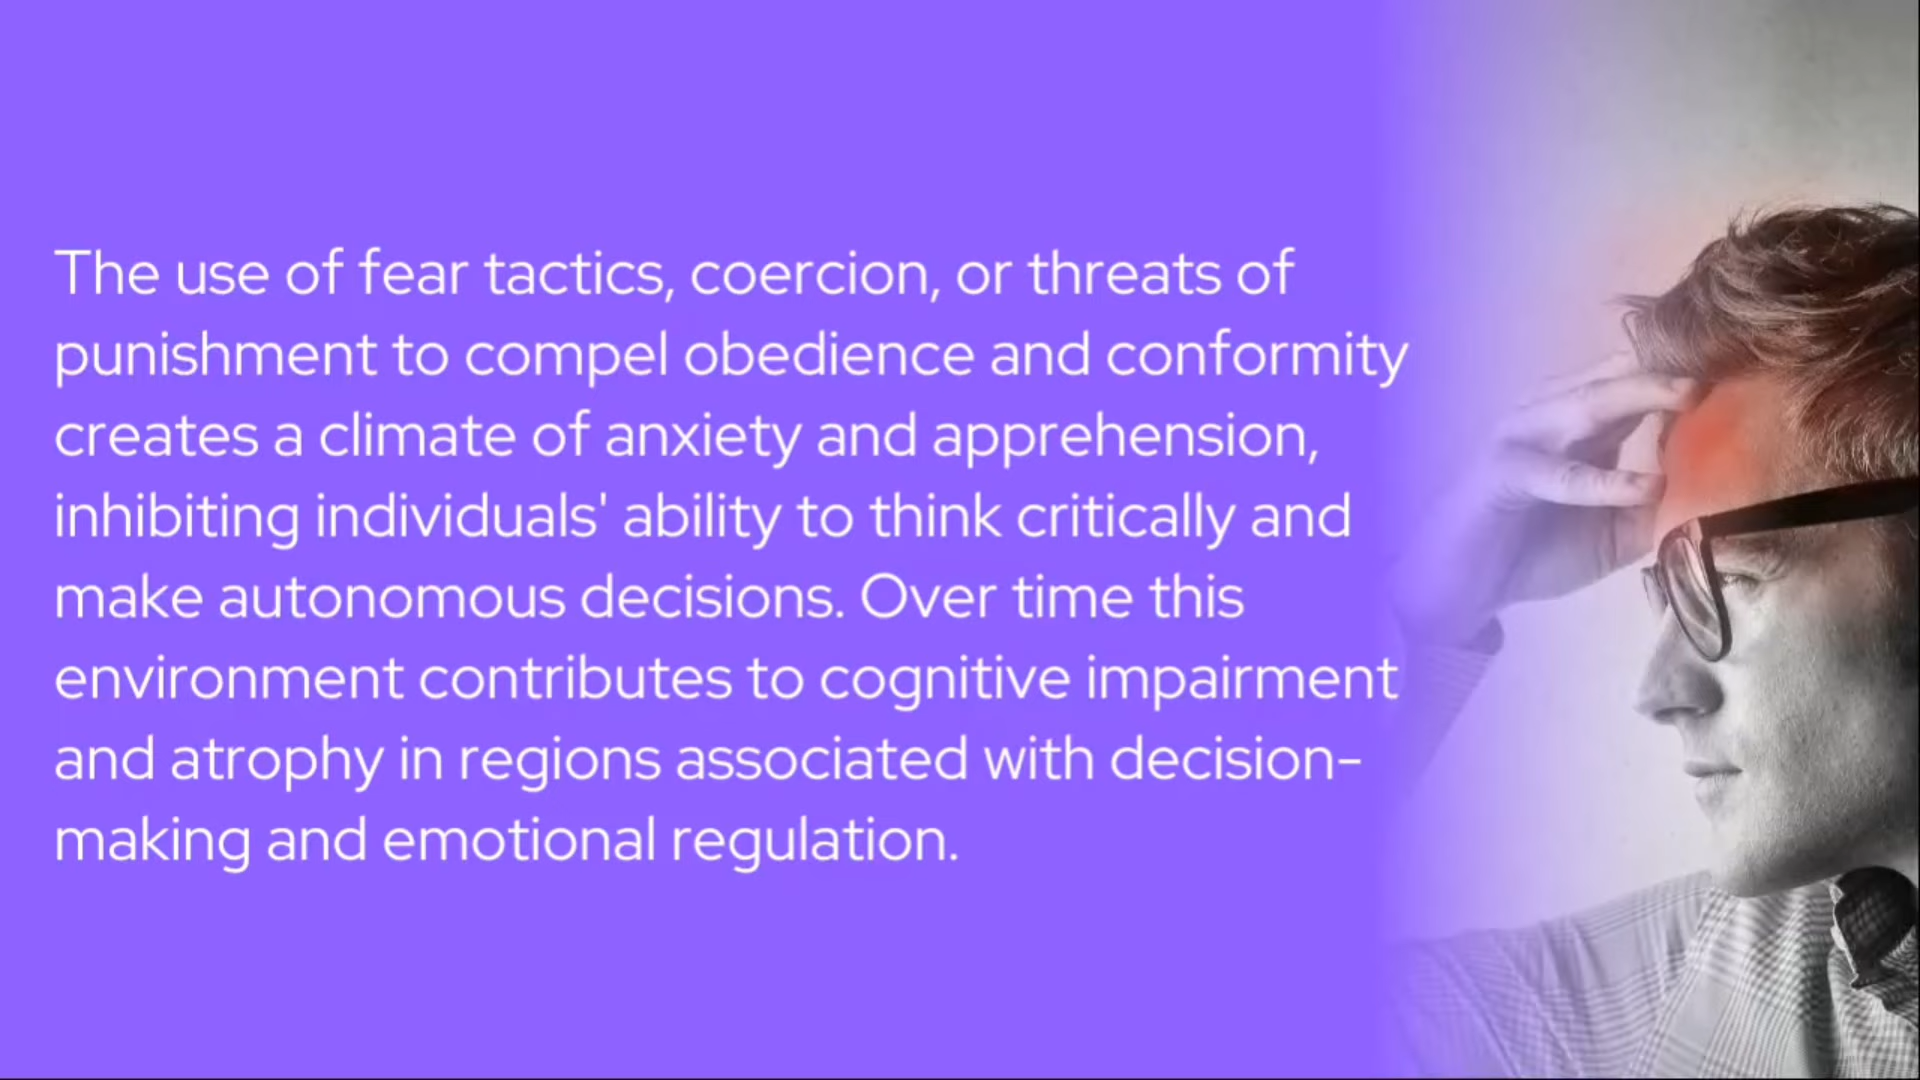 The use of fear tactics, coercion, or threats of
punishment to compel obedience and conformity
creates a climate of anxiety and apprehension,
inhibiting individuals' ability to think critically and
make autonomous decisions. Over time this
environment contributes to cognitive impairment
and atrophy in regions associated with decision-
making and emotional regulation.